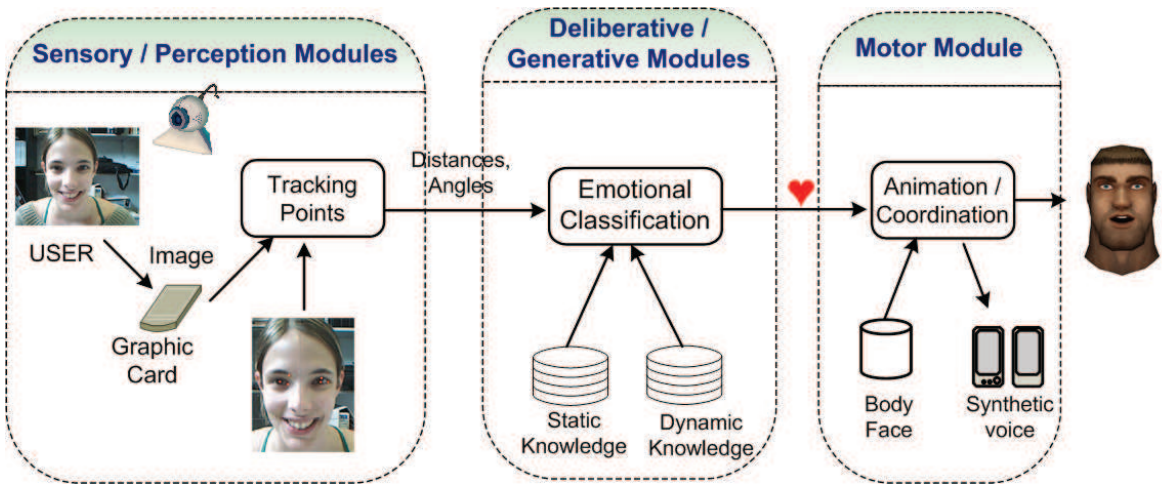 Sensory / Perception Modules
Deliberative /
Generative Modules
Motor Module
USER
Image
Graphic
Card
Tracking
Points
Distances,
Angles
Emotional
Classification
Static
Knowledge
Dynamic
Knowledge
Animation /
Coordination
Body
Face
Synthetic
voice